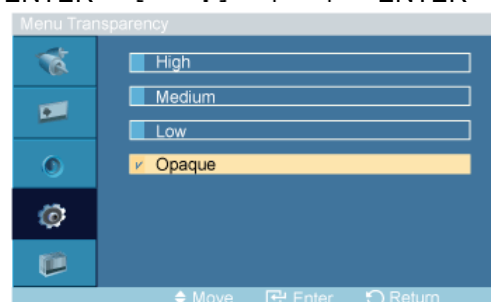 Menu Transparency
High
Medium
Low
Opaque
Move Enter Return